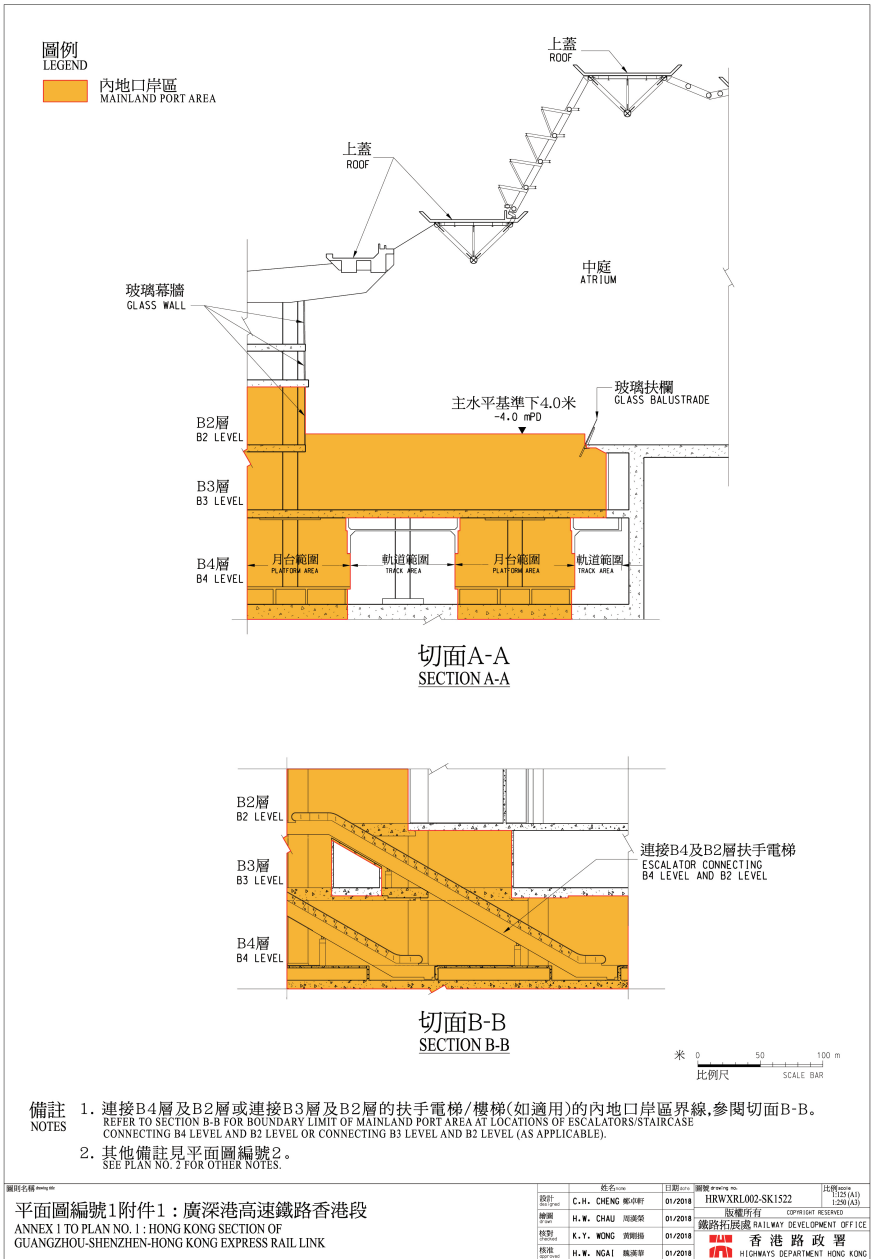 圖例
LEGEND
內地口岸區
MAINLAND PORT AREA
上蓋
ROOF
上蓋
ROOF
中庭
ATRIUM
玻璃幕牆
GLASS WALL
玻璃扶欄
GLASS BALUSTRADE
主水平基準下4.0米
-4.0 mPD
B2層
B2 LEVEL
B3層
B3 LEVEL
B4層
B4 LEVEL
月台範圍
PLATFORM AREA
軌道範圍
TRACK AREA
月台範圍
PLATFORM AREA
軌道範圍
TRACK AREA
切面A-A
SECTION A-A
B2層
B2 LEVEL
B3層
B3 LEVEL
B4層
B4 LEVEL
連接B4及B2層扶手電梯
ESCALATOR CONNECTING
B4 LEVEL AND B2 LEVEL
切面B-B
SECTION B-B
米 0 50 100 m
比例尺 SCALE BAR
備註
NOTES
1. 連接B4層及B2層或連接B3層及B2層的扶手電梯/樓梯(如適用)的內地口岸區界線,參閱切面B-B。
REFER TO SECTION B-B FOR BOUNDARY LIMIT OF MAINLAND PORT AREA AT LOCATIONS OF ESCALATORS/STAIRCASE
CONNECTING B4 LEVEL AND B2 LEVEL OR CONNECTING B3 LEVEL AND B2 LEVEL (AS APPLICABLE).
2. 其他備註見平面圖編號2。
SEE PLAN NO. 2 FOR OTHER NOTES.
圖則名稱 drawing title
平面圖編號1附件1：廣深港高速鐵路香港段
ANNEX 1 TO PLAN NO. 1 : HONG KONG SECTION OF
GUANGZHOU-SHENZHEN-HONG KONG EXPRESS RAIL LINK
姓名 name 日期 date
設計 designed C.H. CHENG 鄭卓軒 01/2018
繪圖 drawn H.W. CHAU 周漢榮 01/2018
核對 checked K.Y. WONG 01/2018
核准 approved H.W. NGAI 魏漢華 01/2018
圖號 drawing no.
HRWXRL002-SK1522
比例 scale
1:125 (A1)
1:250 (A3)
版權所有 COPYRIGHT RESERVED
鐵路拓展處 RAILWAY DEVELOPMENT OFFICE
香港路政署
HIGHWAYS DEPARTMENT HONG KONG